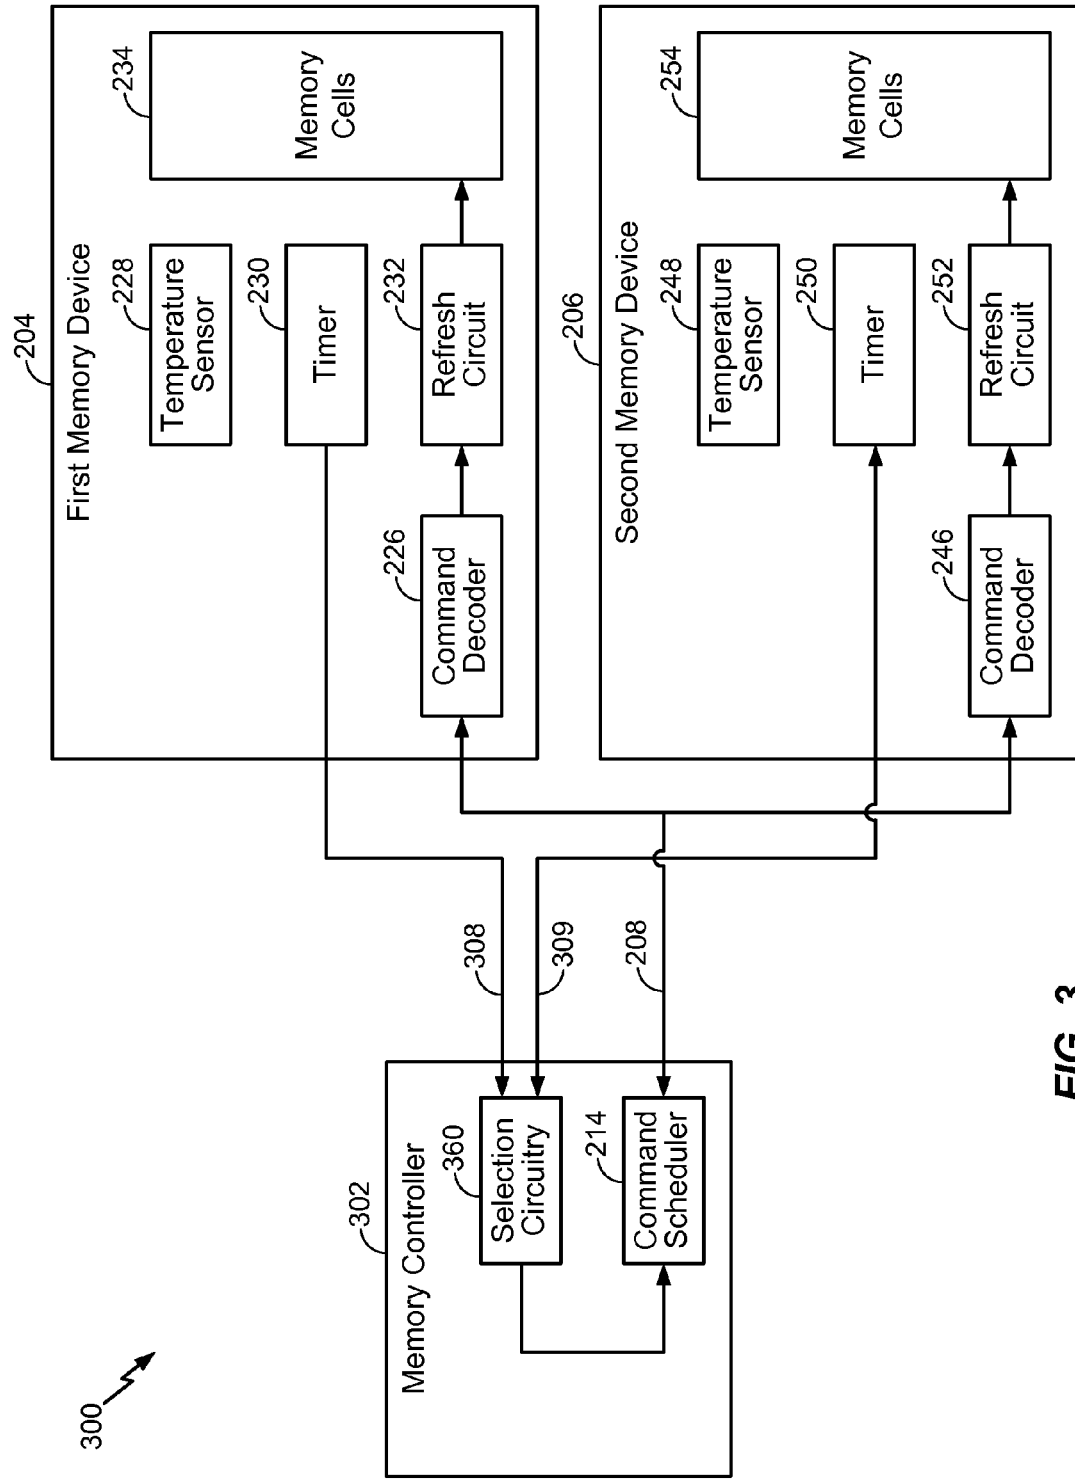 300
302
Memory Controller
360
Selection
Circuitry
214
Command
Scheduler
308
309
208
204
First Memory Device
228
Temperature
Sensor
230
Timer
226
Command
Decoder
232
Refresh
Circuit
234
Memory
Cells
206
Second Memory Device
248
Temperature
Sensor
250
Timer
246
Command
Decoder
252
Refresh
Circuit
254
Memory
Cells
FIG. 3